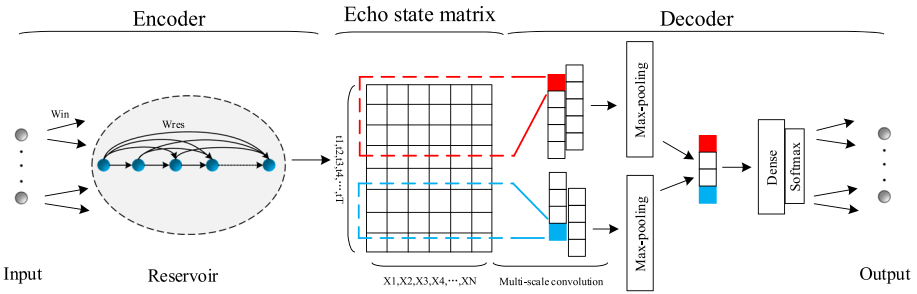 Encoder
Echo state matrix
Decoder
Win
Wres
t1,t2,t3,t4,…,tT
Max-pooling
Max-pooling
Dense
Softmax
Input
Reservoir
X1,X2,X3,X4,…,XN
Multi-scale convolution
Output